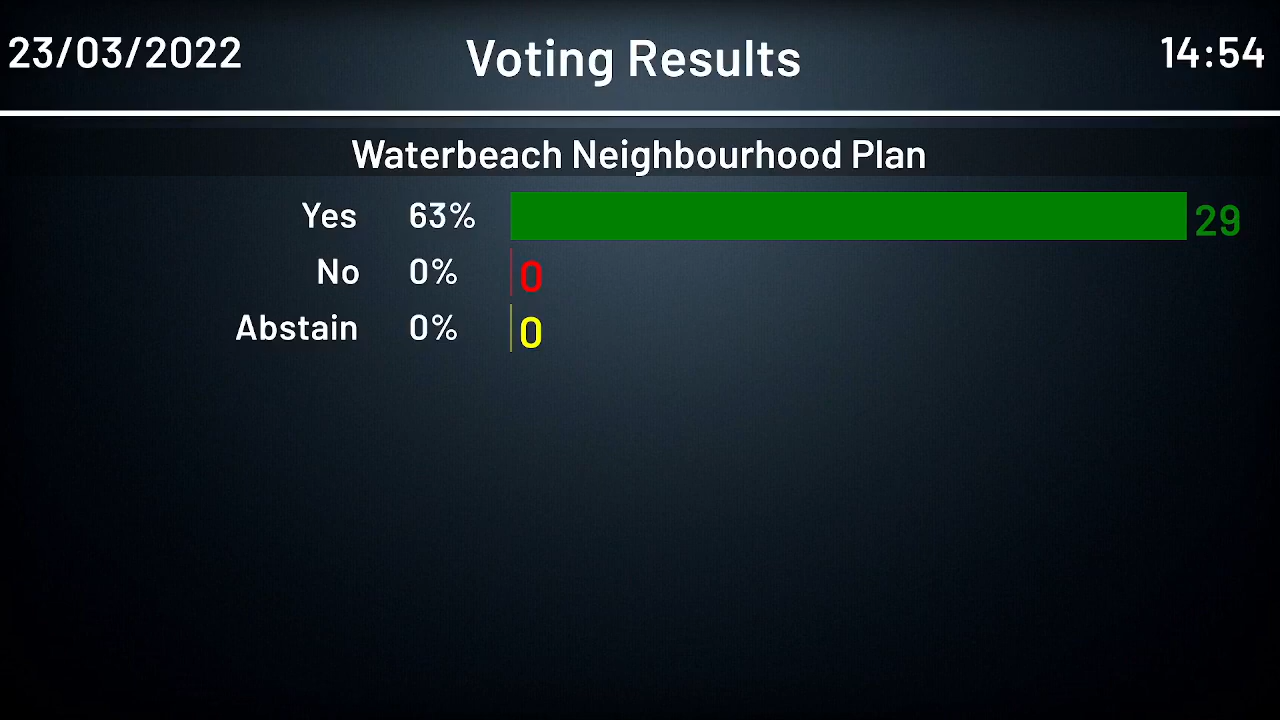 23/03/2022 Voting Results 14:54
Waterbeach Neighbourhood Plan
Yes 63% 29
No 0% 0
Abstain 0% 0